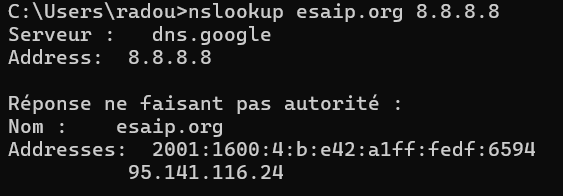 C:\Users\radou>nslookup esaip.org 8.8.8.8
Serveur :   dns.google
Address:  8.8.8.8

Réponse ne faisant pas autorité :
Nom :    esaip.org
Addresses:  2001:1600:4:b:e42:a1ff:fedf:6594
          95.141.116.24